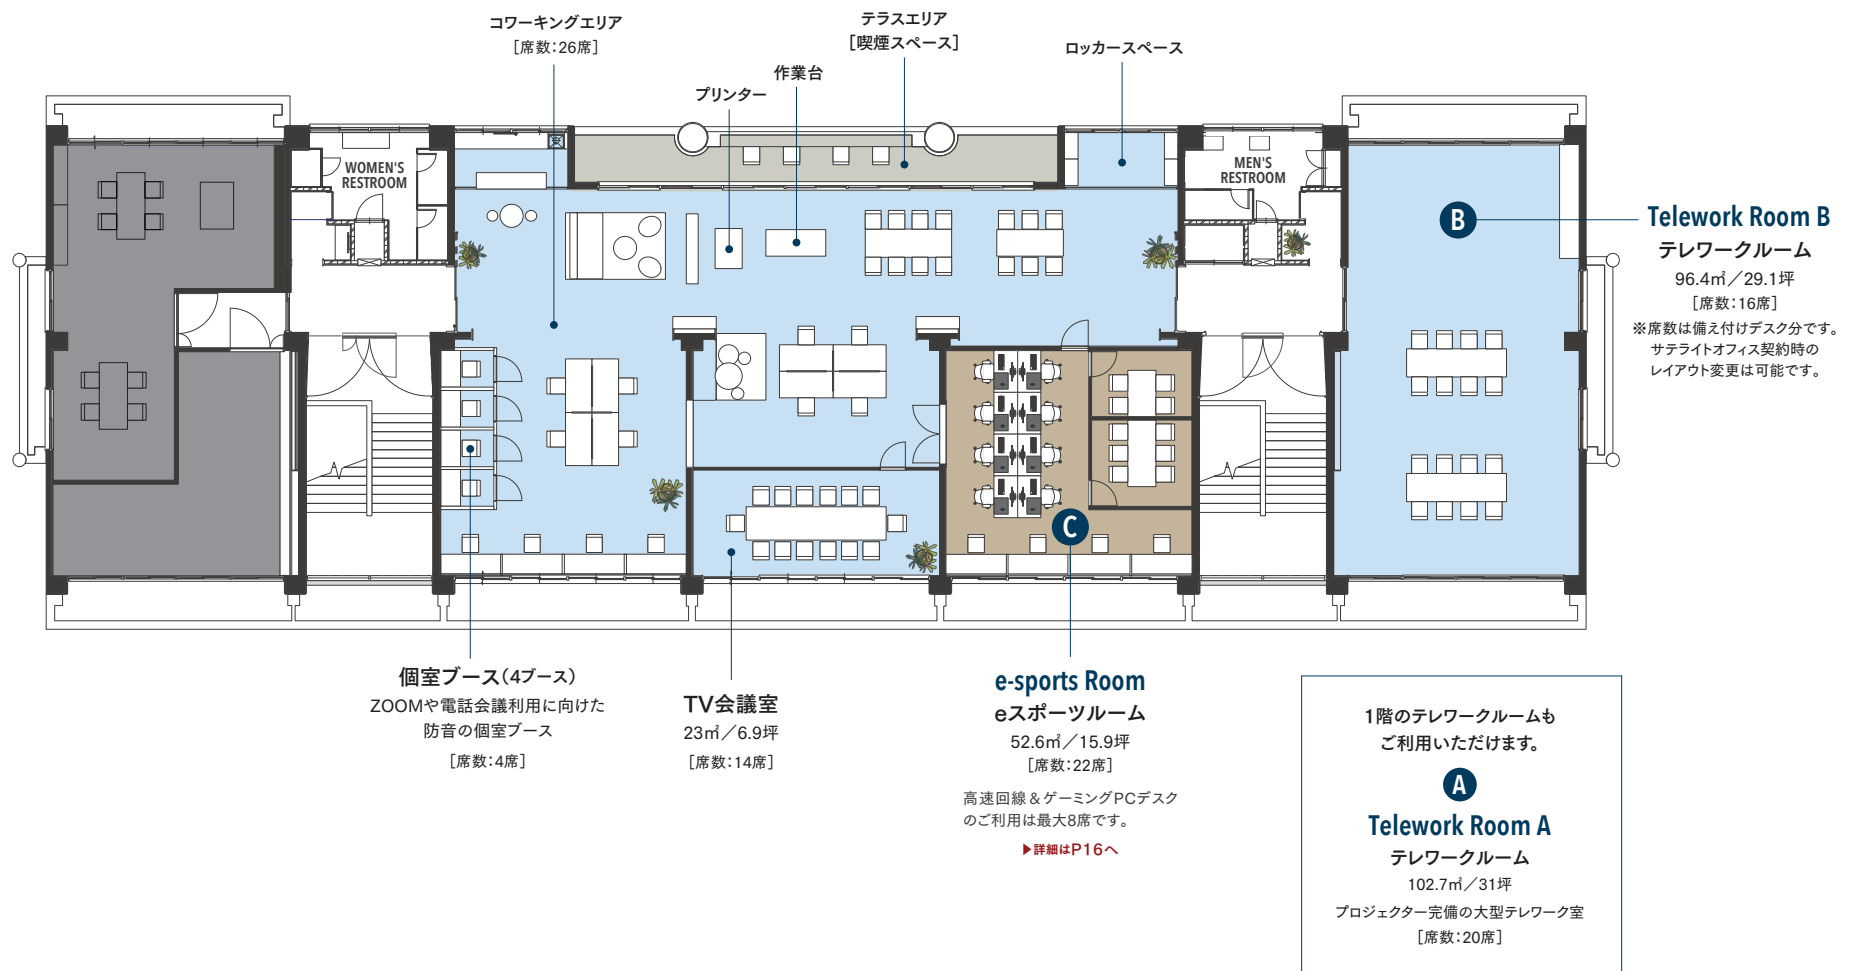 コワーキングエリア
［席数：26席］
テラスエリア
［喫煙スペース］
ロッカースペース
作業台
プリンター
WOMEN'S
RESTROOM
MEN'S
RESTROOM
B
Telework Room B
テレワークルーム
96.4㎡／29.1坪
［席数：16席］
※席数は備え付けデスク分です。
サテライトオフィス契約時の
レイアウト変更は可能です。
C
個室ブース（4ブース）
ZOOMや電話会議利用に向けた
防音の個室ブース
［席数：4席］
TV会議室
23㎡／6.9坪
［席数：14席］
e-sports Room
eスポーツルーム
52.6㎡／15.9坪
［席数：22席］
高速回線＆ゲーミングPCデスク
のご利用は最大8席です。
▶詳細はP16へ
1階のテレワークルームも
ご利用いただけます。
A
Telework Room A
テレワークルーム
102.7㎡／31坪
プロジェクター完備の大型テレワーク室
［席数：20席］